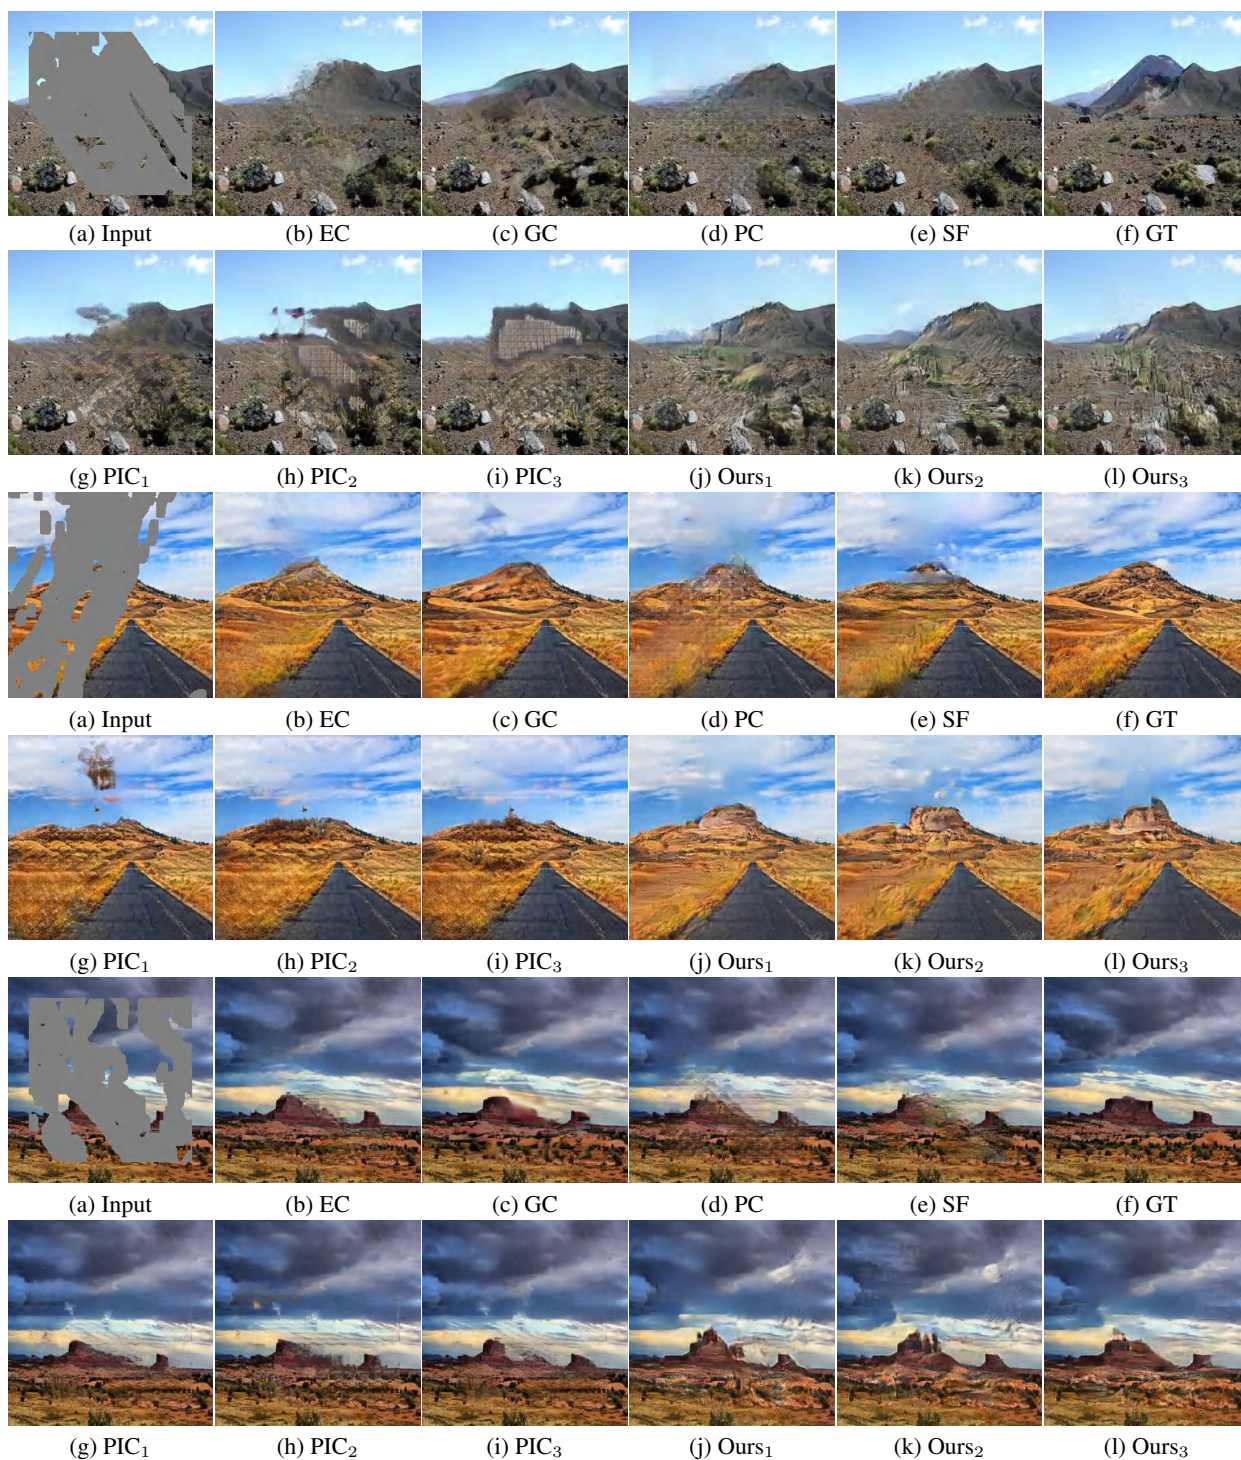 (a) Input (b) EC (c) GC (d) PC (e) SF (f) GT
(g) PIC₁ (h) PIC₂ (i) PIC₃ (j) Ours₁ (k) Ours₂ (l) Ours₃
(a) Input (b) EC (c) GC (d) PC (e) SF (f) GT
(g) PIC₁ (h) PIC₂ (i) PIC₃ (j) Ours₁ (k) Ours₂ (l) Ours₃
(a) Input (b) EC (c) GC (d) PC (e) SF (f) GT
(g) PIC₁ (h) PIC₂ (i) PIC₃ (j) Ours₁ (k) Ours₂ (l) Ours₃